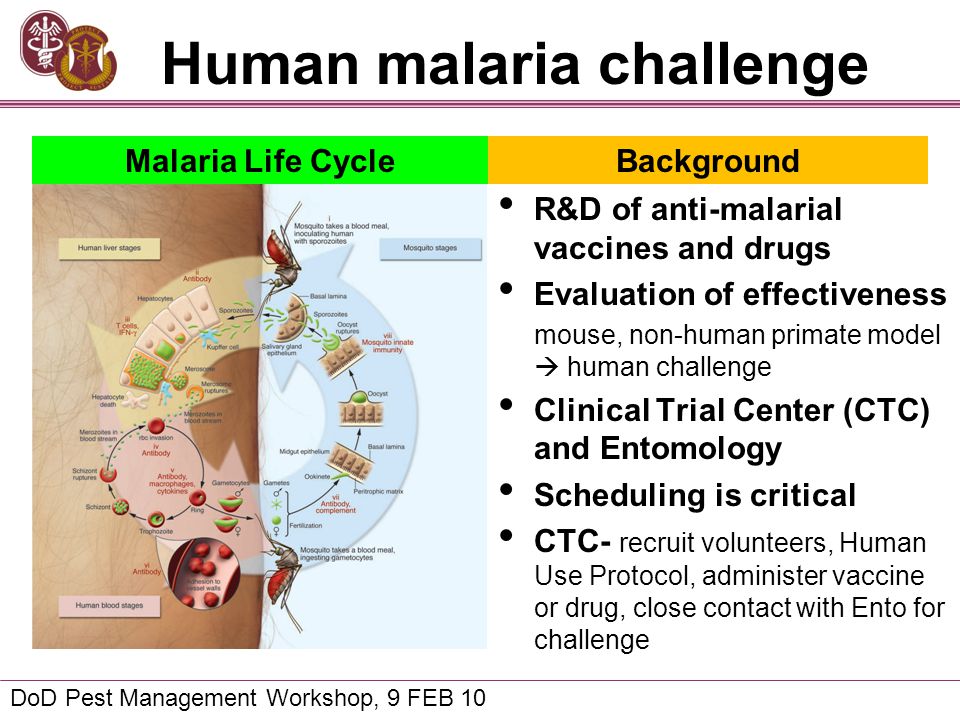 Human malaria challenge
Malaria Life Cycle
Background
i
Mosquito takes a blood meal,
inoculating human
with sporozoites
Human liver stages
Mosquito stages
ii
Antibody
Hepatocytes
Sporozoites
Basal lamina
Sporozoites
iii
T cells,
IFN-γ
Oocyst
ruptures
viii
Mosquito innate
immunity
Kupffer cell
Salivary gland
epithelium
Merosome
Merosome
ruptures
Hepatocyte
death
Oocyst
Merozoites in
blood stream
Merozoites in
blood stream
rbc invasion
iv
Antibody
Basal lamina
Midgut epithelium
Schizont
ruptures
v
Antibody,
macrophages,
cytokines
Gametocytes
Gametes
Ookinete
Peritrophic matrix
♂
♂
vii
Antibody,
complement
Schizont
Ring
♀
♀
Fertilization
Trophozoite
Mosquito takes a blood meal,
ingesting gametocytes
vi
Antibody
Adhesion to
vessel walls
Human blood stages
• R&D of anti-malarial
vaccines and drugs
• Evaluation of effectiveness
mouse, non-human primate model
→ human challenge
• Clinical Trial Center (CTC)
and Entomology
• Scheduling is critical
• CTC- recruit volunteers, Human
Use Protocol, administer vaccine
or drug, close contact with Ento for
challenge
DoD Pest Management Workshop, 9 FEB 10